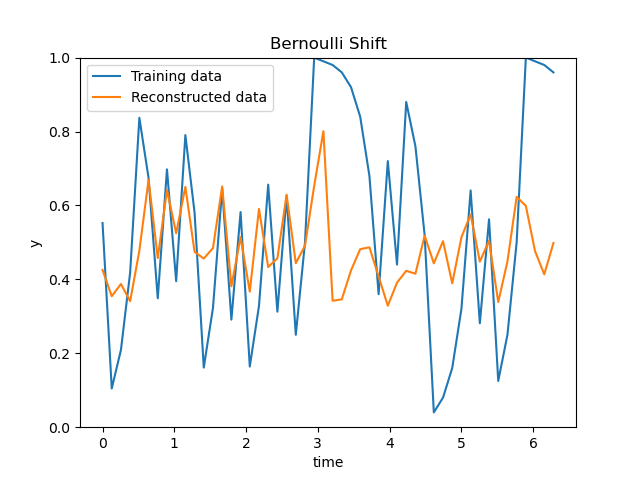 Bernoulli Shift
Training data
Reconstructed data
y
1.0
0.8
0.6
0.4
0.2
0.0
0 1 2 3 4 5 6
time